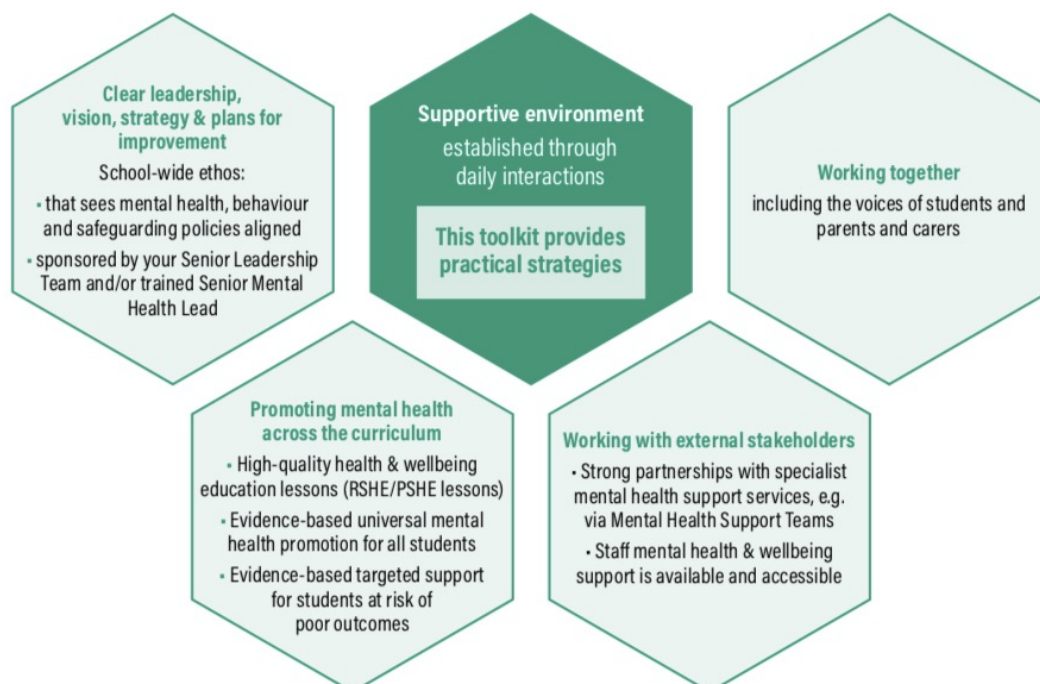 Clear leadership,
vision, strategy & plans for
improvement
School-wide ethos:
• that sees mental health, behaviour
and safeguarding policies aligned
• sponsored by your Senior Leadership
Team and/or trained Senior Mental
Health Lead
Supportive environment
established through
daily interactions
This toolkit provides
practical strategies
Working together
including the voices of students and
parents and carers
Promoting mental health
across the curriculum
• High-quality health & wellbeing
education lessons (RSHE/PSHE lessons)
• Evidence-based universal mental
health promotion for all students
• Evidence-based targeted support
for students at risk of
poor outcomes
Working with external stakeholders
• Strong partnerships with specialist
mental health support services, e.g.
via Mental Health Support Teams
• Staff mental health & wellbeing
support is available and accessible